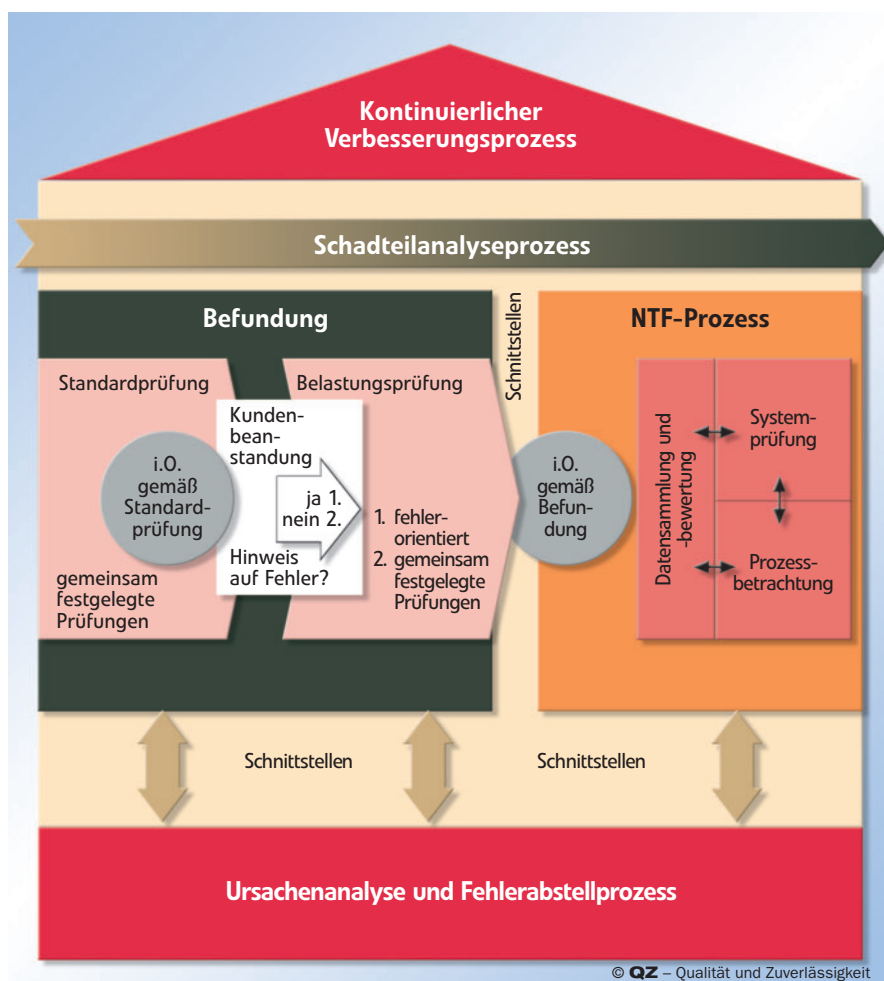 Kontinuierlicher
Verbesserungsprozess
Schadteilanalyseprozess
Befundung
Standardprüfung
i.O.
gemäß
Standard-
prüfung
gemeinsam
festgelegte
Prüfungen
Kunden-
bean-
standung
ja 1.
nein 2.
Hinweis
auf Fehler?
Belastungsprüfung
1. fehler-
orientiert
2. gemeinsam
festgelegte
Prüfungen
Schnittstellen
NTF-Prozess
i.O.
gemäß
Befun-
dung
Datensammlung und
-bewertung
System-
prüfung
Prozess-
betrachtung
Schnittstellen
Schnittstellen
Ursachenanalyse und Fehlerabstellprozess
© QZ – Qualität und Zuverlässigkeit